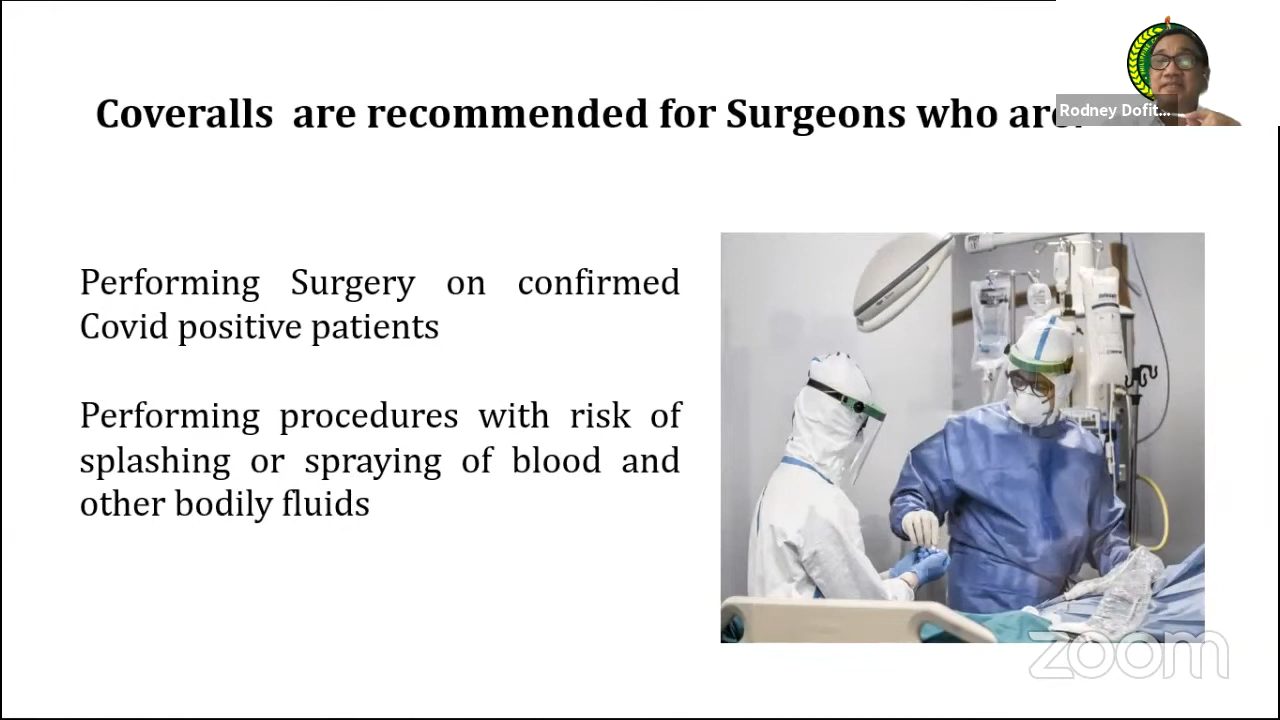 Coveralls are recommended for Surgeons who are:
Rodney Dofit...
Performing Surgery on confirmed
Covid positive patients
Performing procedures with risk of
splashing or spraying of blood and
other bodily fluids
zoom